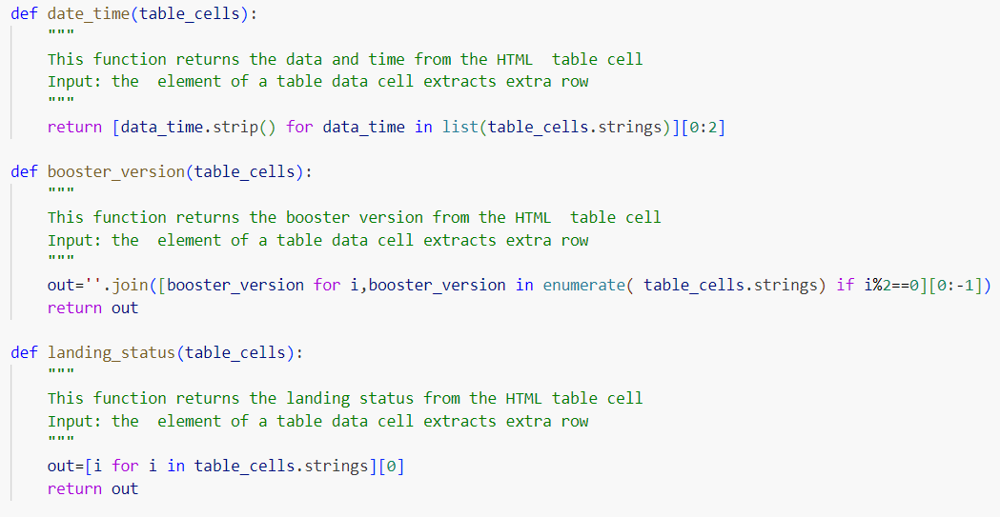 def date_time(table_cells):
    """
    This function returns the data and time from the HTML  table cell
    Input: the  element of a table data cell extracts extra row
    """
    return [data_time.strip() for data_time in list(table_cells.strings)][0:2]

def booster_version(table_cells):
    """
    This function returns the booster version from the HTML  table cell
    Input: the  element of a table data cell extracts extra row
    """
    out=''.join([booster_version for i,booster_version in enumerate( table_cells.strings) if i%2==0][0:-1])
    return out

def landing_status(table_cells):
    """
    This function returns the landing status from the HTML table cell
    Input: the  element of a table data cell extracts extra row
    """
    out=[i for i in table_cells.strings][0]
    return out